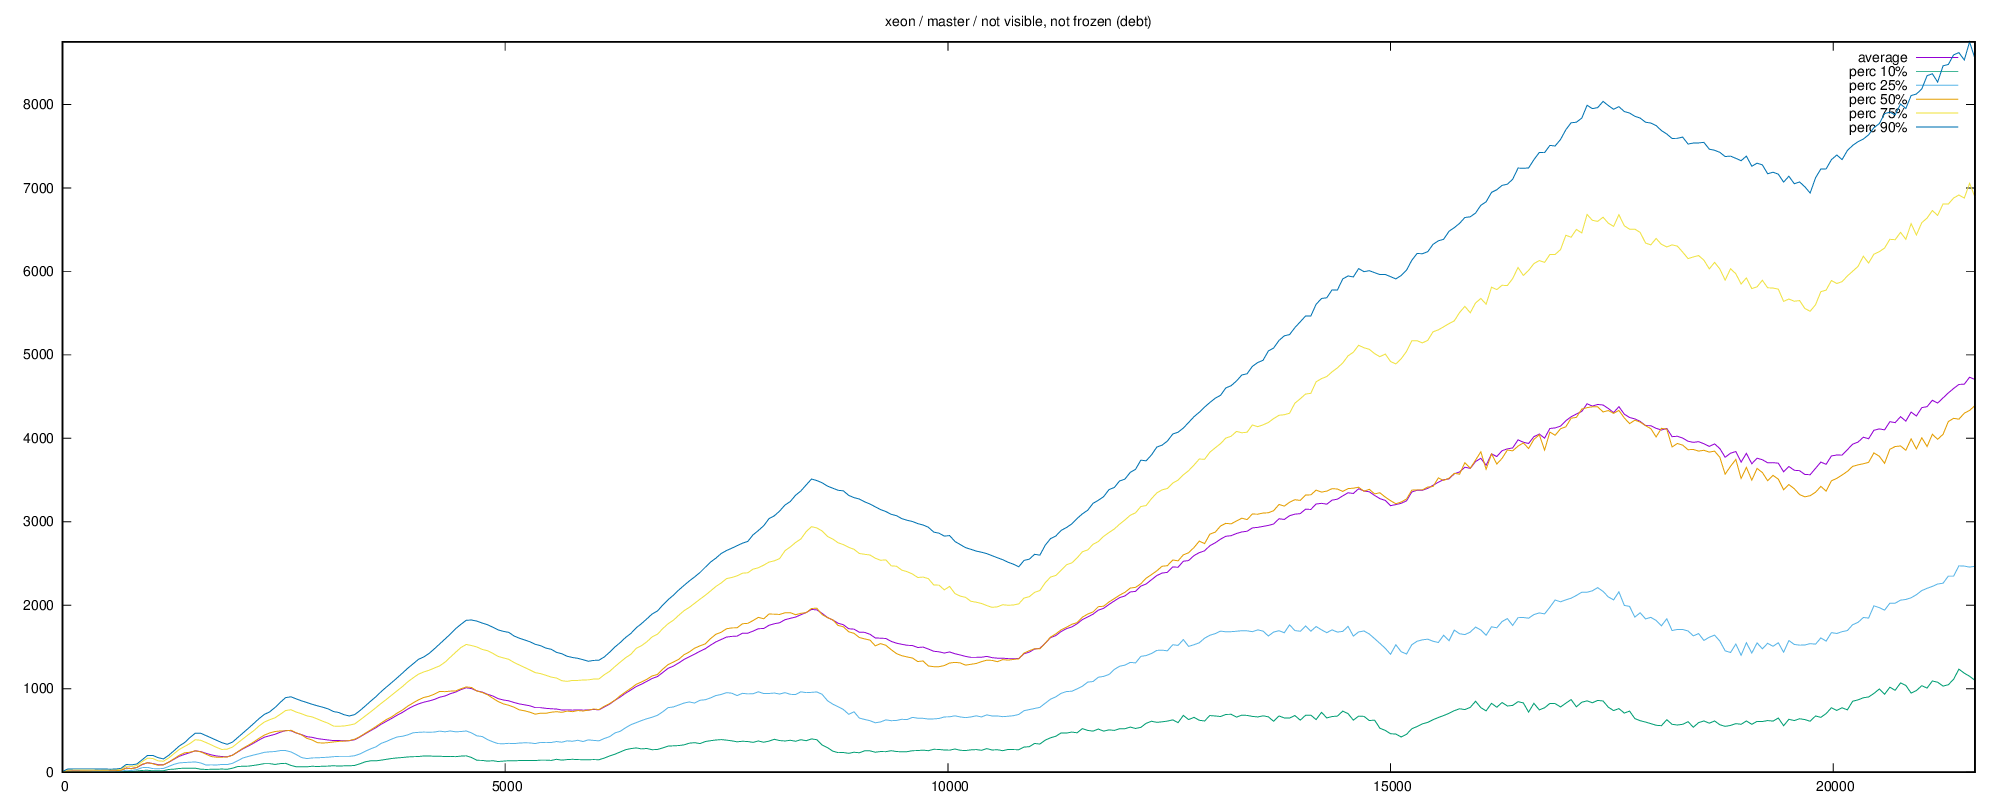 xeon / master / not visible, not frozen (debt)
average
perc 10%
perc 25%
perc 50%
perc 75%
perc 90%
8000
7000
6000
5000
4000
3000
2000
1000
0
0 5000 10000 15000 20000